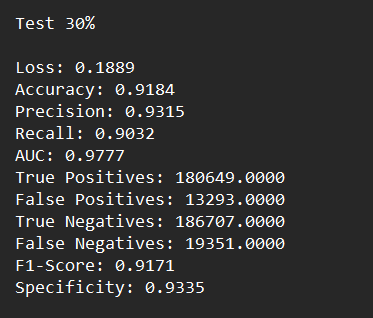 Test 30%
Loss: 0.1889
Accuracy: 0.9184
Precision: 0.9315
Recall: 0.9032
AUC: 0.9777
True Positives: 180649.0000
False Positives: 13293.0000
True Negatives: 186707.0000
False Negatives: 19351.0000
F1-Score: 0.9171
Specificity: 0.9335